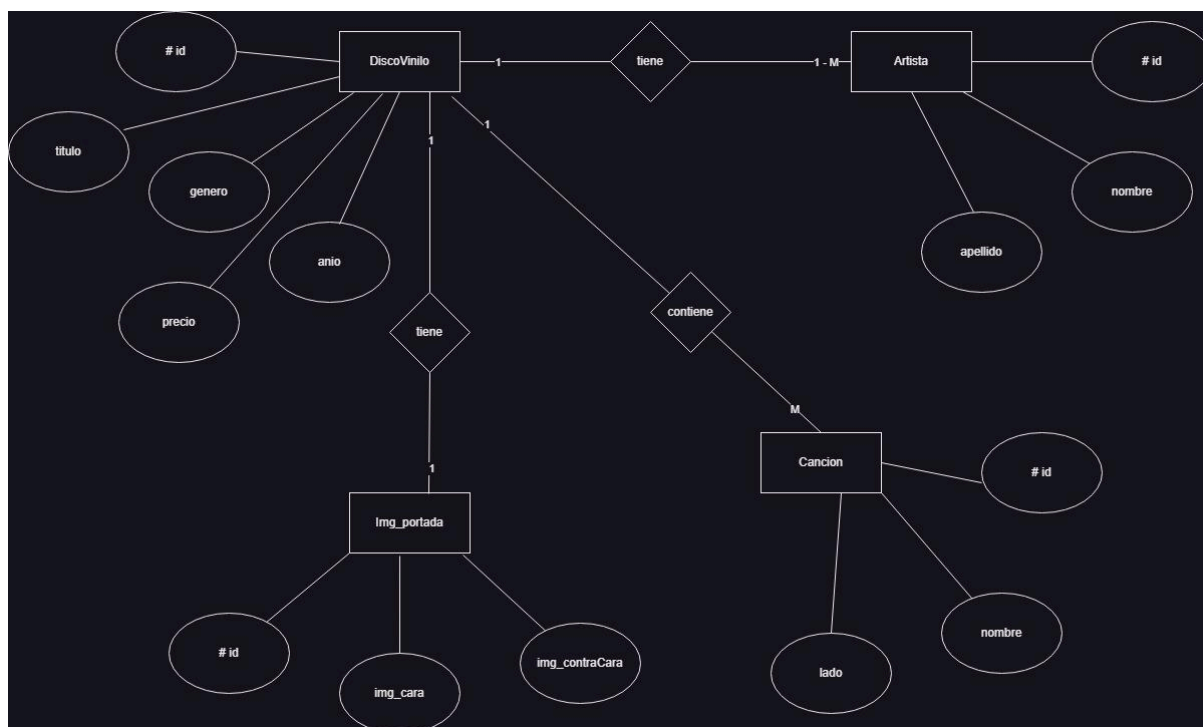 # id
DiscoVinilo
1
tiene
1 - M
Artista
# id
titulo
genero
anio
precio
1
1
nombre
apellido
tiene
contiene
M
1
Cancion
# id
Img_portada
nombre
lado
# id
img_cara
img_contraCara